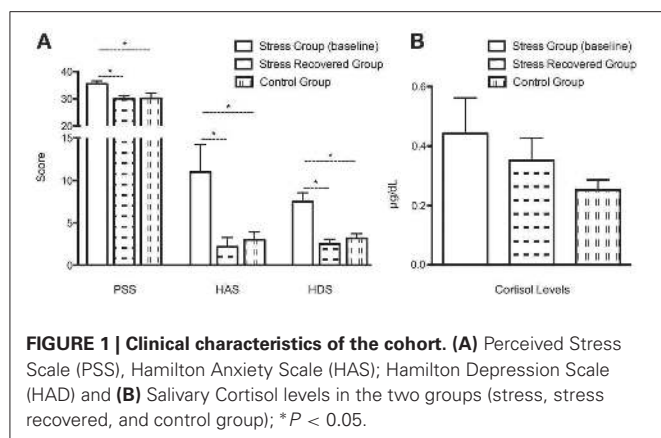 A
Stress Group (baseline)
Stress Recovered Group
Control Group
Score
40
30
20
15
10
5
0
*
*
*
*
*
*
PSS
HAS
HDS
B
Stress Group (baseline)
Stress Recovered Group
Control Group
µg/dL
0.6
0.4
0.2
0.0
Cortisol Levels
FIGURE 1 | Clinical characteristics of the cohort. (A) Perceived Stress
Scale (PSS), Hamilton Anxiety Scale (HAS); Hamilton Depression Scale
(HAD) and (B) Salivary Cortisol levels in the two groups (stress, stress
recovered, and control group); *P < 0.05.